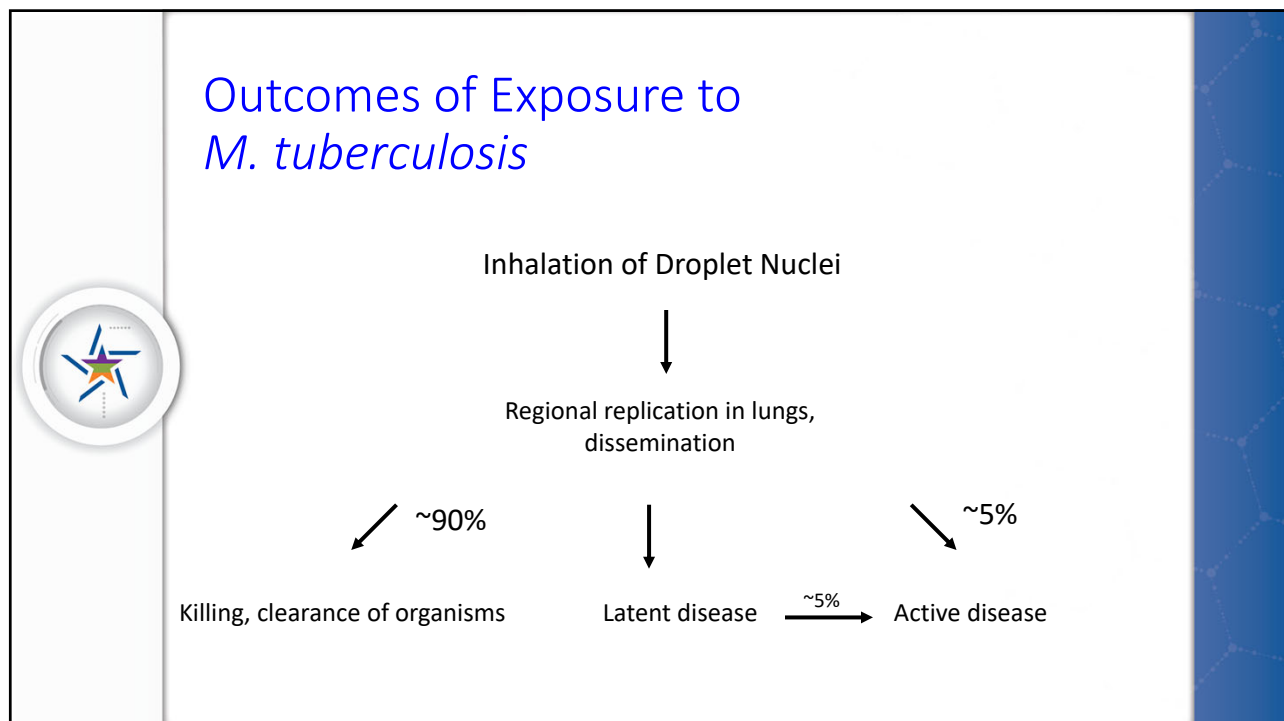 Outcomes of Exposure to
M. tuberculosis
Inhalation of Droplet Nuclei
Regional replication in lungs,
dissemination
~90%
~5%
Killing, clearance of organisms
Latent disease
~5%
Active disease